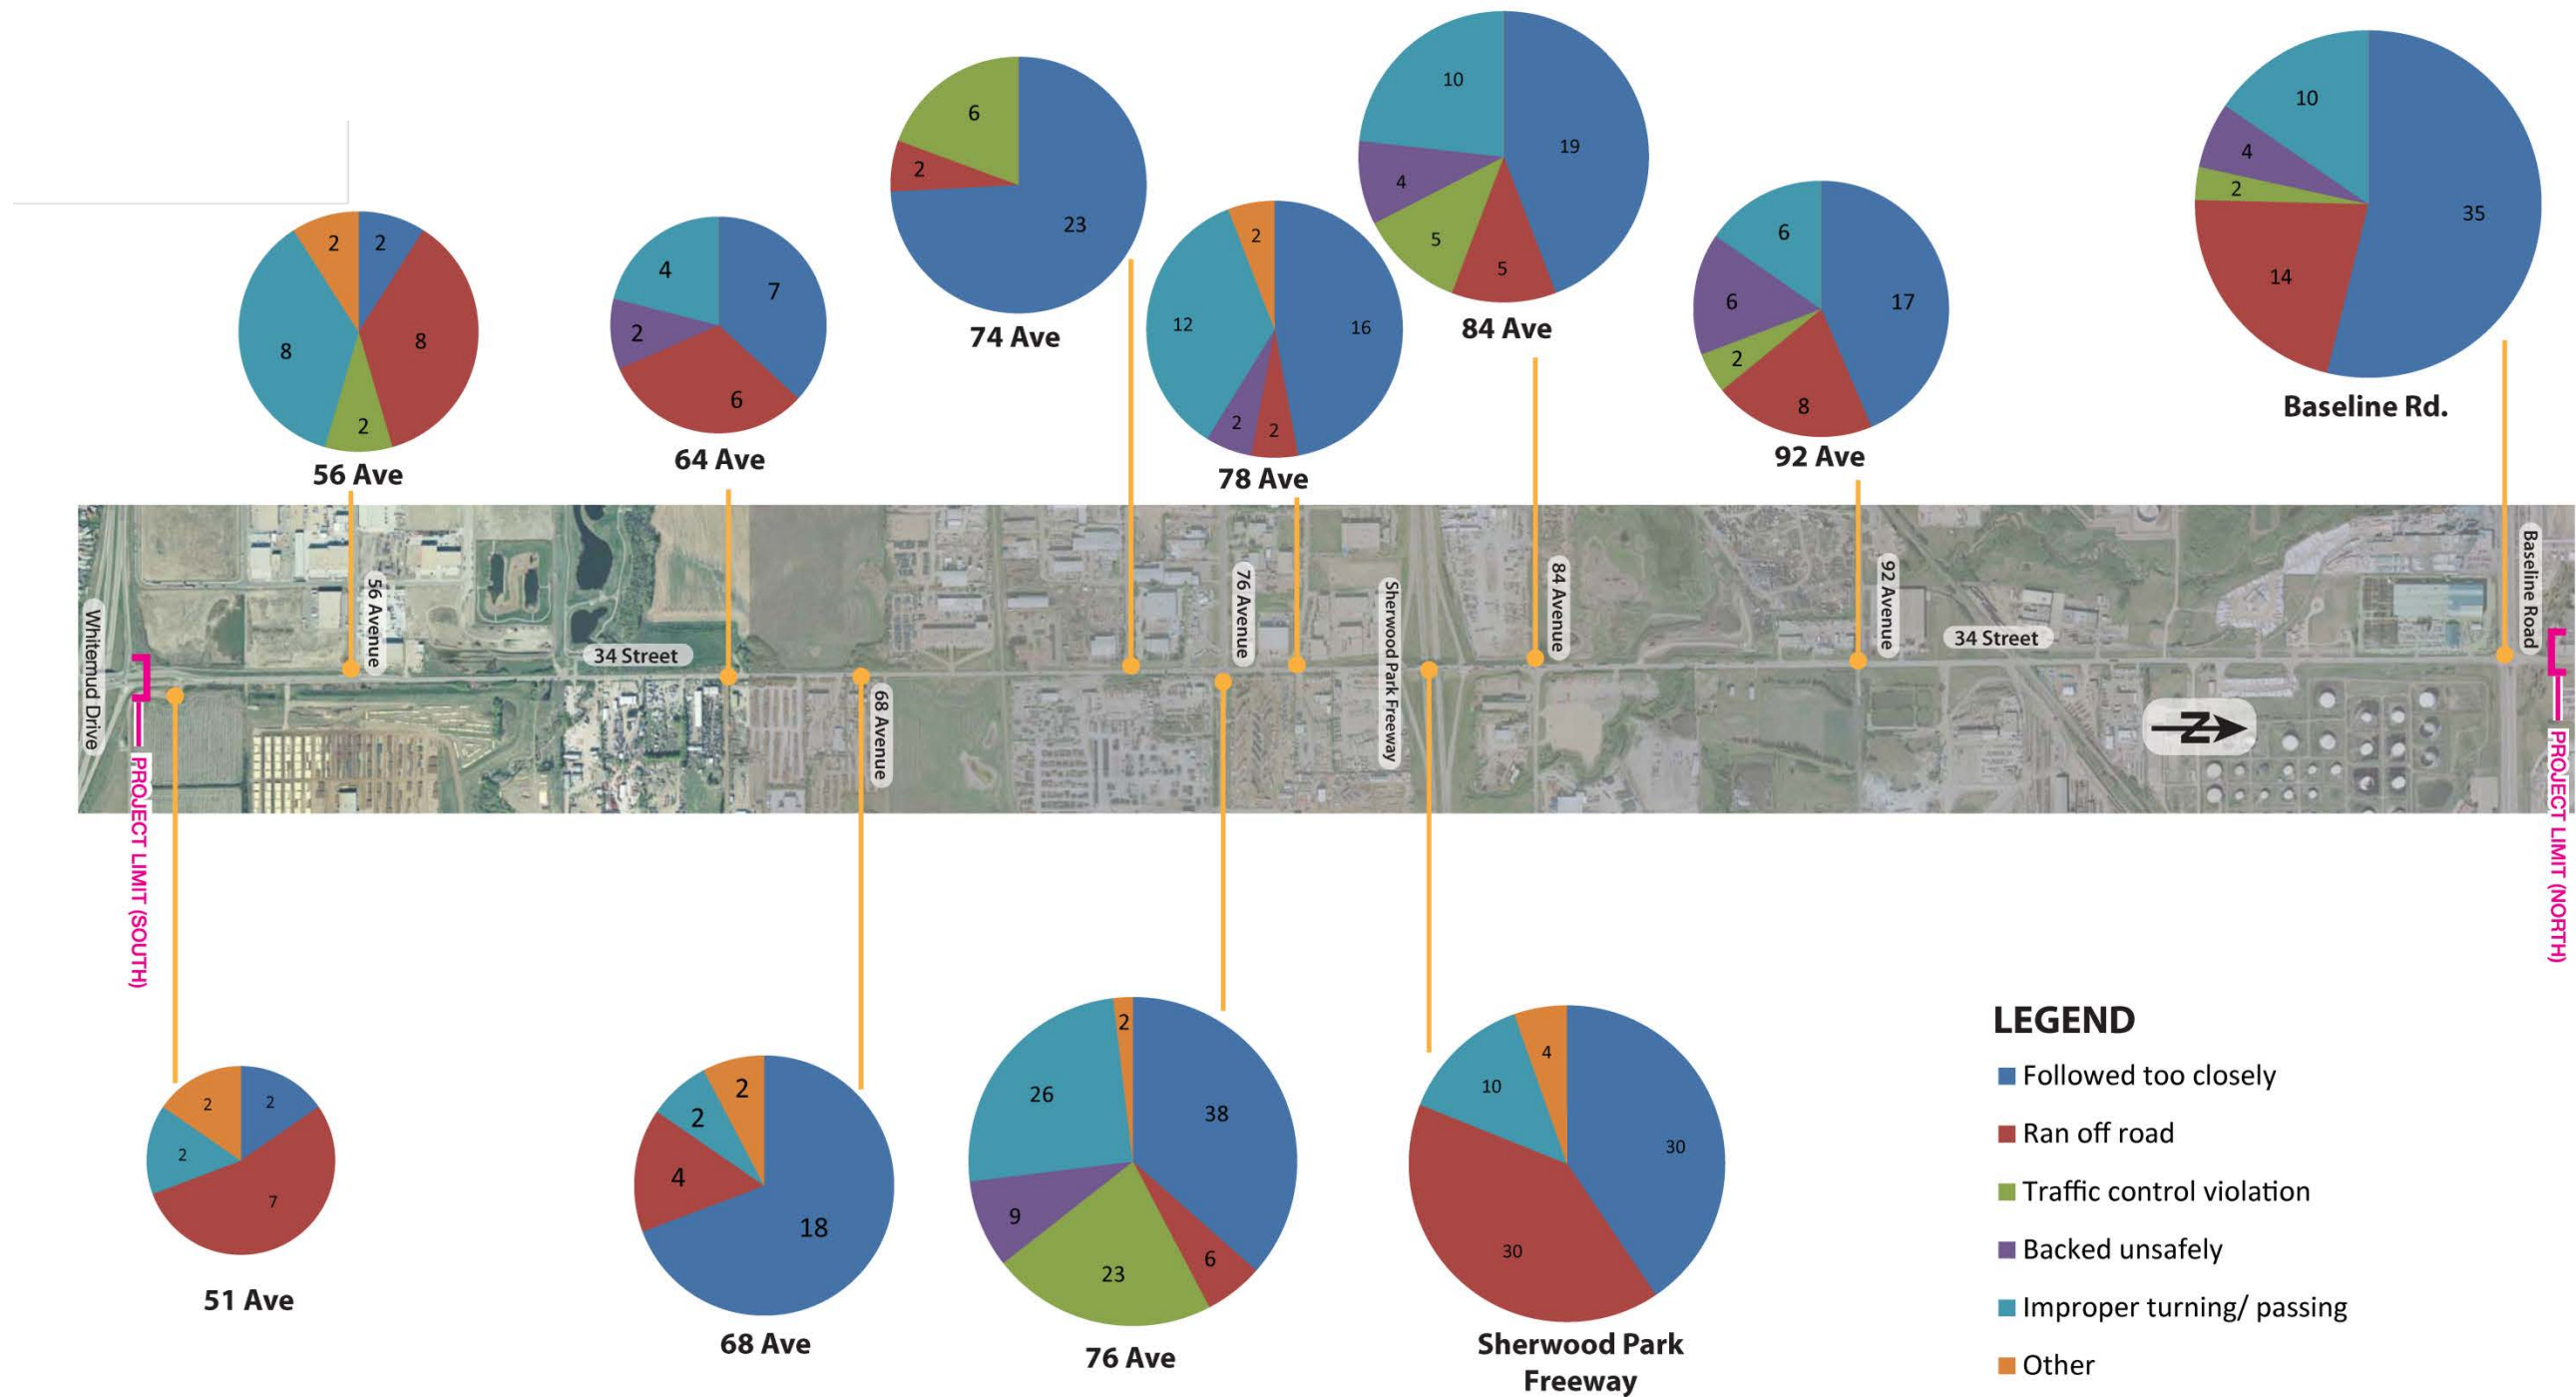 10
19
4
5
5
84 Ave
6
23
2
74 Ave
10
35
4
2
14
Baseline Rd.
2
2
8
8
2
56 Ave
4
7
2
6
64 Ave
2
12
16
2
2
78 Ave
6
17
6
2
8
92 Ave
Whitemud Drive
56 Avenue
34 Street
68 Avenue
76 Avenue
Sherwood Park Freeway
84 Avenue
92 Avenue
34 Street
Baseline Road
N
PROJECT LIMIT (SOUTH)
PROJECT LIMIT (NORTH)
2
2
2
7
51 Ave
2
2
4
18
68 Ave
2
26
38
9
6
23
76 Ave
4
10
30
30
Sherwood Park
Freeway
LEGEND
Followed too closely
Ran off road
Traffic control violation
Backed unsafely
Improper turning/ passing
Other